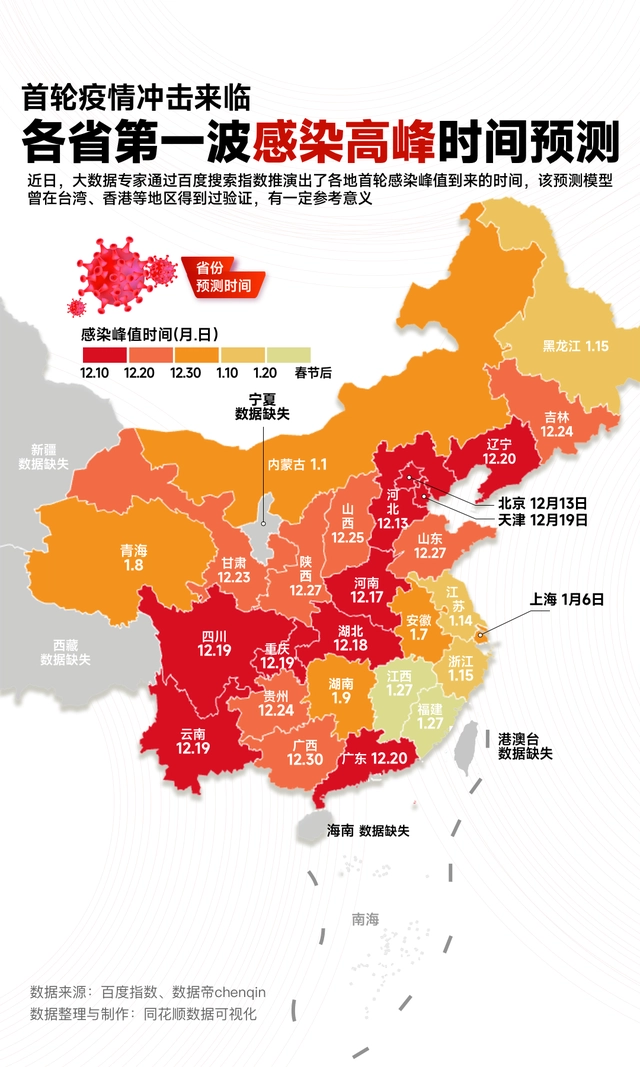 首轮疫情冲击来临
各省第一波感染高峰时间预测
近日，大数据专家通过百度搜索指数推演出了各地首轮感染峰值到来的时间，该预测模型
曾在台湾、香港等地区得到过验证，有一定参考意义
省份
预测时间
感染峰值时间(月.日)
12.10 12.20 12.30 1.10 1.20 春节后
黑龙江 1.15
宁夏
数据缺失
吉林
12.24
辽宁
12.20
新疆
数据缺失
内蒙古 1.1
北京 12月13日
天津 12月19日
河北
12.13
山西
12.25
山东
12.27
青海
1.8
甘肃
12.23
陕西
12.27
河南
12.17
江苏
1.14
上海 1月6日
安徽
1.7
西藏
数据缺失
四川
12.19
重庆
12.19
湖北
12.18
浙江
1.15
江西
1.27
湖南
1.9
贵州
12.24
福建
1.27
云南
12.19
广西
12.30
广东 12.20
港澳台
数据缺失
海南 数据缺失
南海
数据来源：百度指数、数据帝chenqin
数据整理与制作：同花顺数据可视化